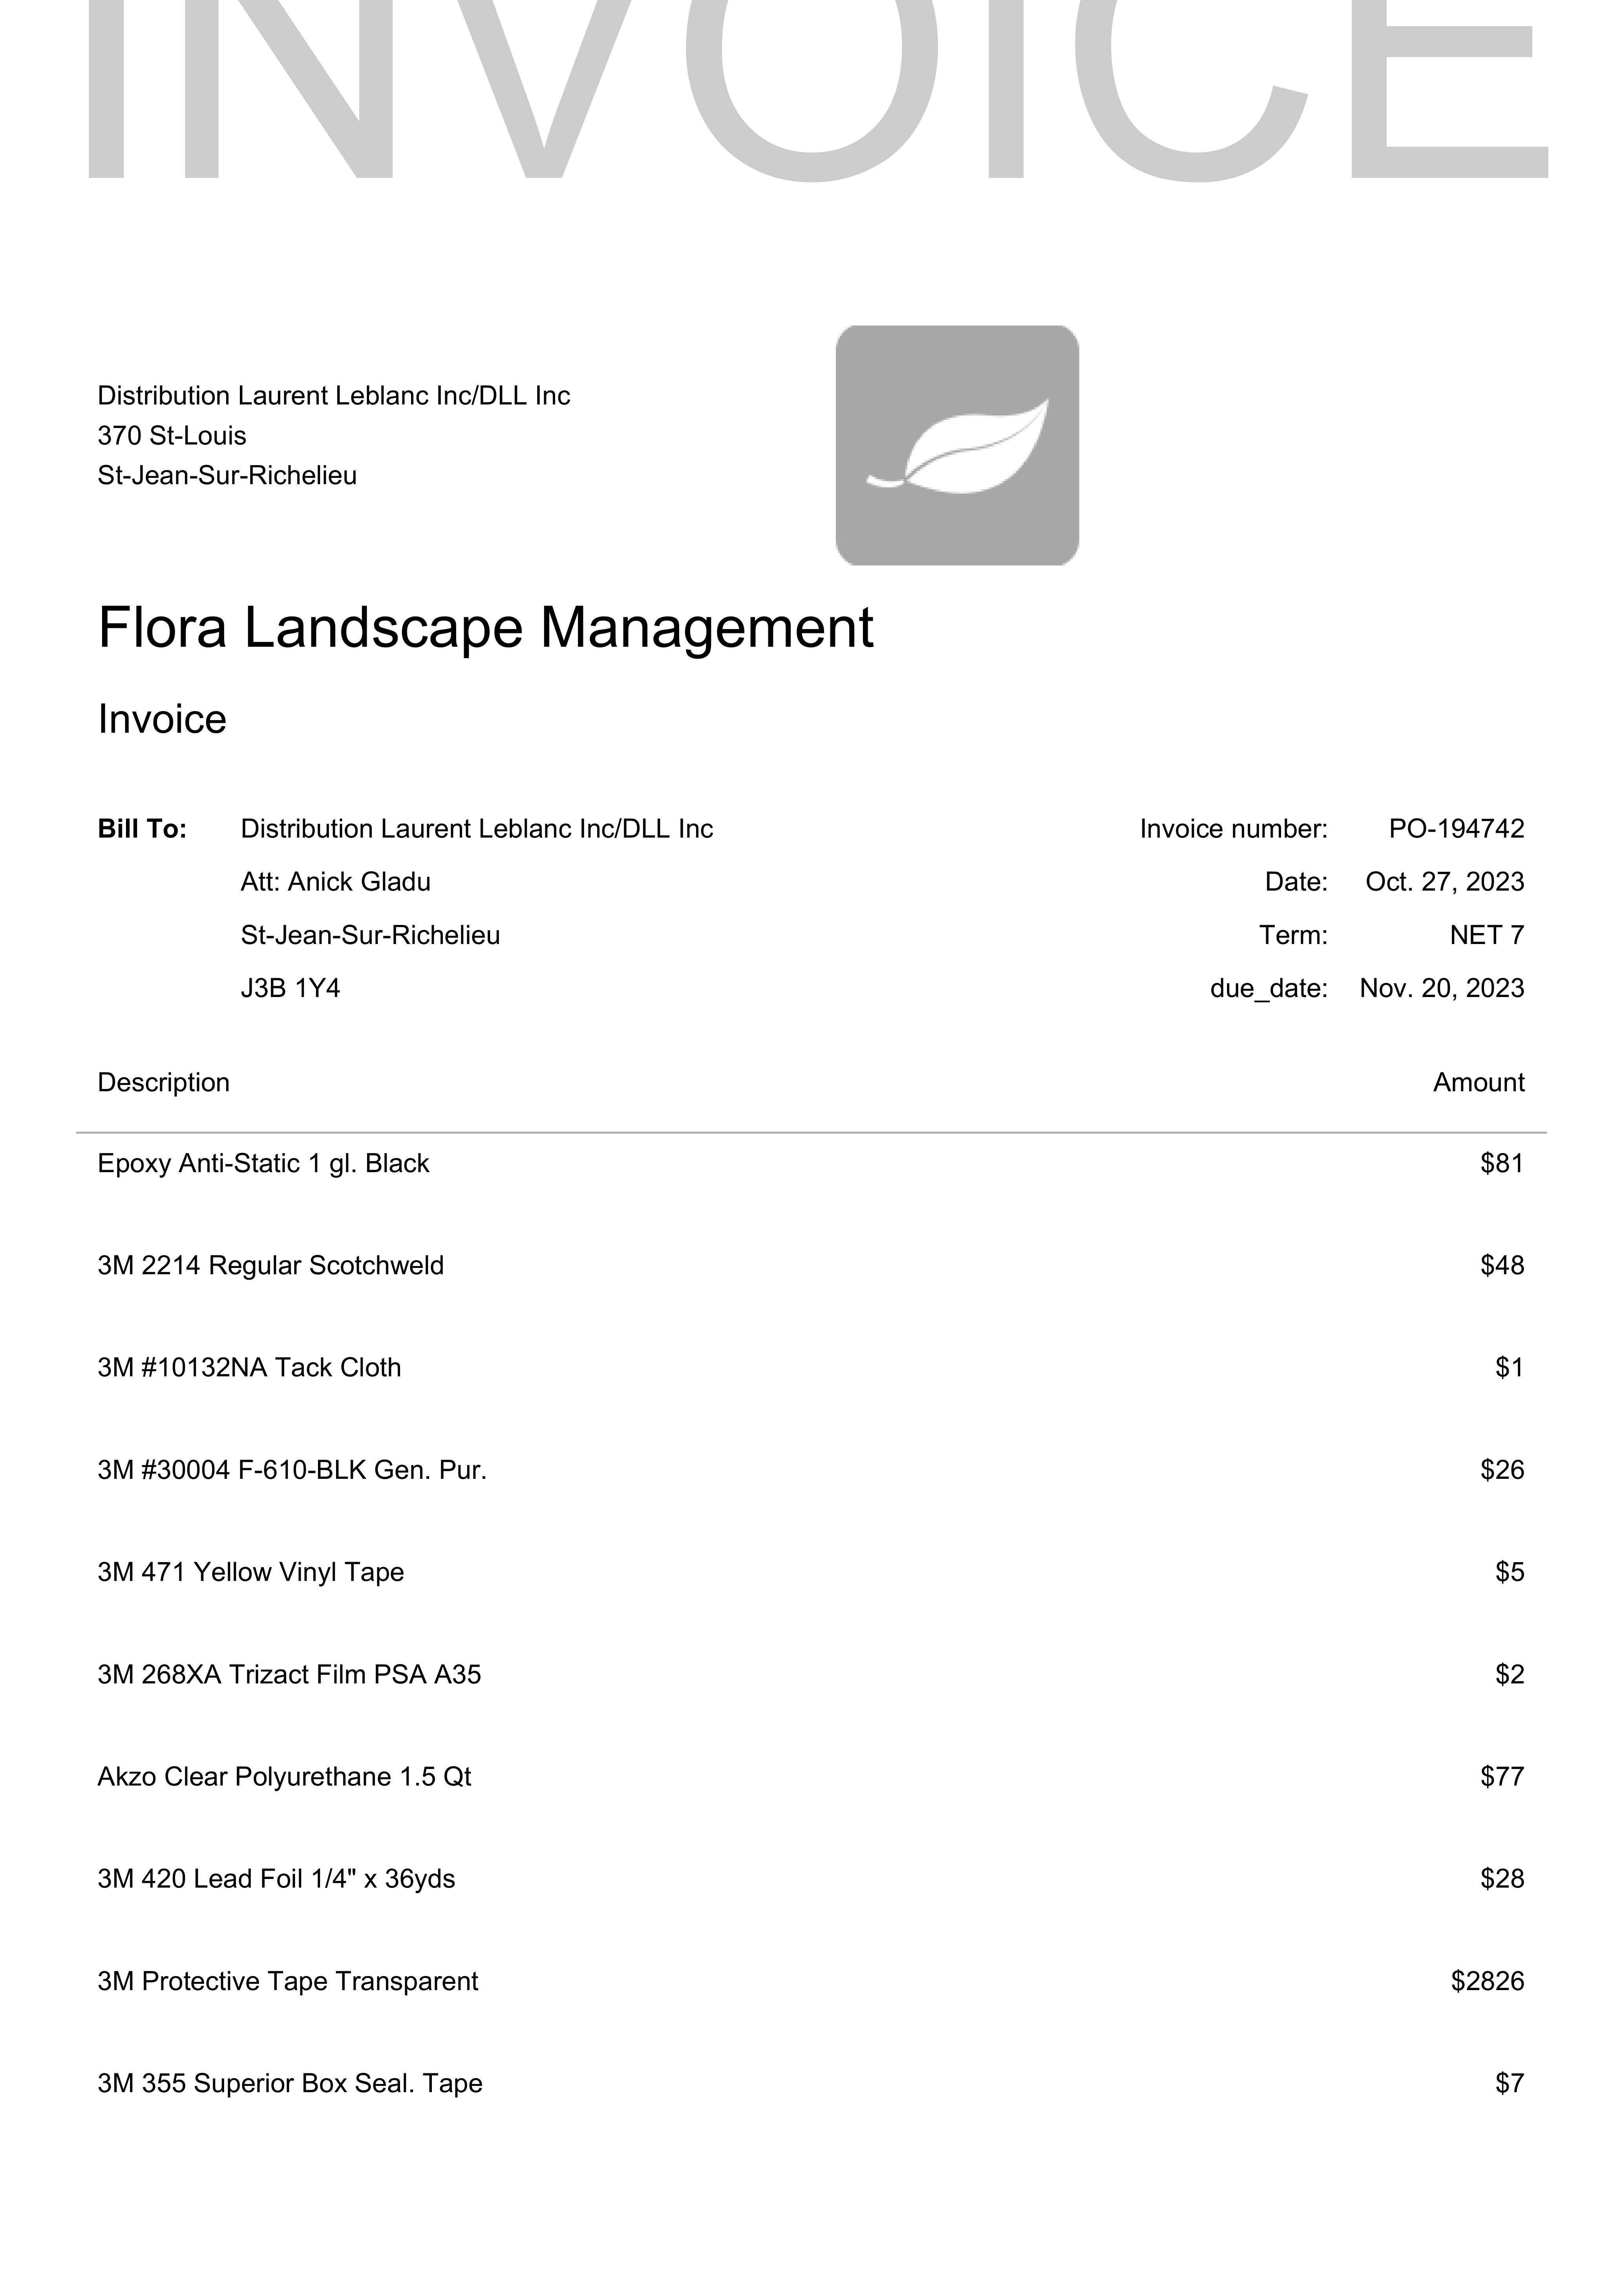 INVOICE
Distribution Laurent Leblanc Inc/DLL Inc
370 St-Louis
St-Jean-Sur-Richelieu
Flora Landscape Management
Invoice
Bill To: Distribution Laurent Leblanc Inc/DLL Inc Invoice number: PO-194742
Att: Anick Gladu Date: Oct. 27, 2023
St-Jean-Sur-Richelieu Term: NET 7
J3B 1Y4 due_date: Nov. 20, 2023
Description Amount
Epoxy Anti-Static 1 gl. Black $81
3M 2214 Regular Scotchweld $48
3M #10132NA Tack Cloth $1
3M #30004 F-610-BLK Gen. Pur. $26
3M 471 Yellow Vinyl Tape $5
3M 268XA Trizact Film PSA A35 $2
Akzo Clear Polyurethane 1.5 Qt $77
3M 420 Lead Foil 1/4" x 36yds $28
3M Protective Tape Transparent $2826
3M 355 Superior Box Seal. Tape $7